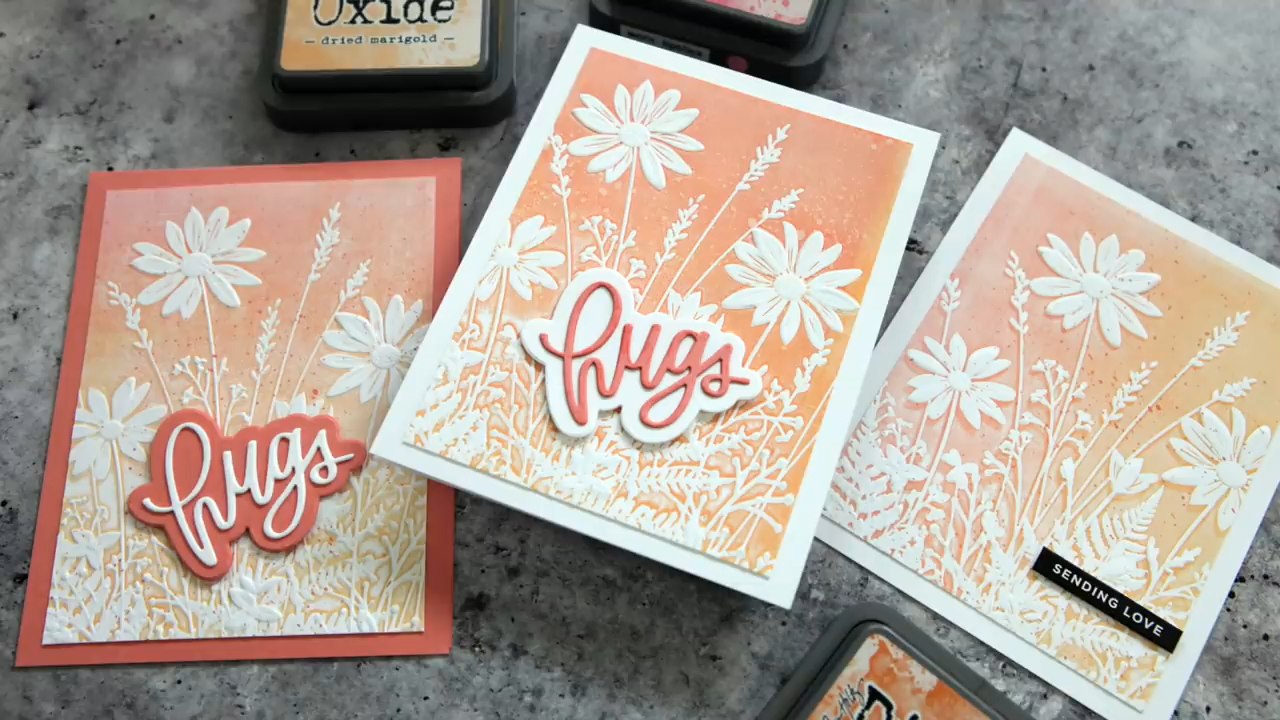 Oxide
– dried marigold –
hugs
hugs
SENDING LOVE